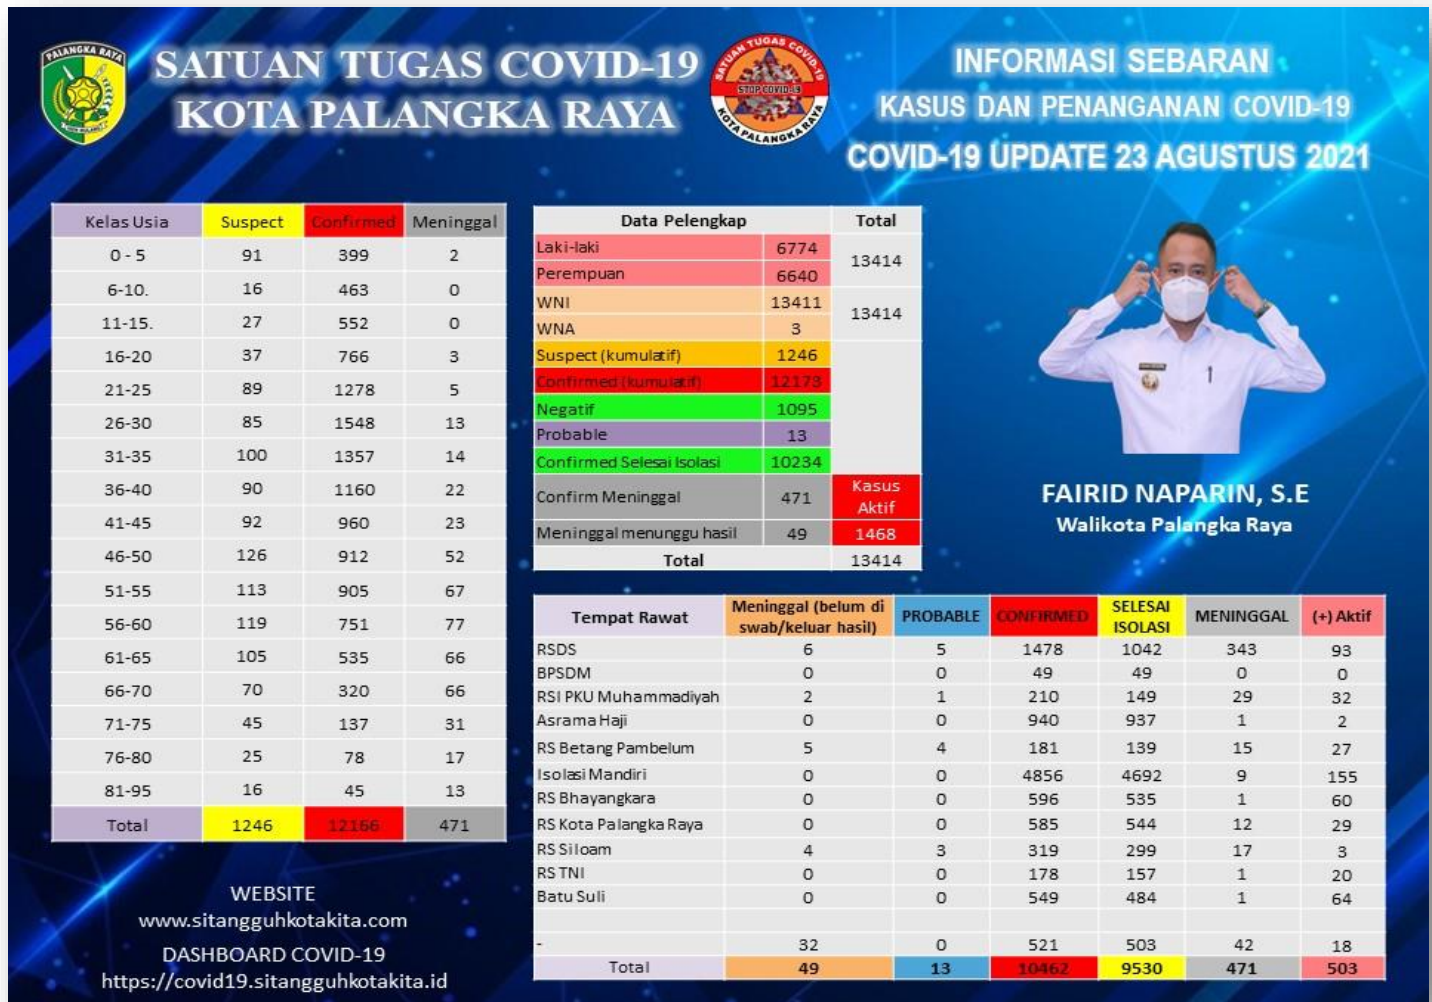 PALANGKA RAYA
SATUAN TUGAS COVID-19
KOTA PALANGKA RAYA
SATUAN TUGAS COVID-19
STOP COVID-19
KOTA PALANGKA RAYA
INFORMASI SEBARAN
KASUS DAN PENANGANAN COVID-19
COVID-19 UPDATE 23 AGUSTUS 2021
Kelas Usia Suspect Confirmed Meninggal
0 - 5 91 399 2
6-10. 16 463 0
11-15. 27 552 0
16-20 37 766 3
21-25 89 1278 5
26-30 85 1548 13
31-35 100 1357 14
36-40 90 1160 22
41-45 92 960 23
46-50 126 912 52
51-55 113 905 67
56-60 119 751 77
61-65 105 535 66
66-70 70 320 66
71-75 45 137 31
76-80 25 78 17
81-95 16 45 13
Total 1246 12166 471
WEBSITE
www.sitangguhkotakita.com
DASHBOARD COVID-19
https://covid19.sitangguhkotakita.id
Data Pelengkap Total
Laki-laki 6774 13414
Perempuan 6640
WNI 13411 13414
WNA 3
Suspect (kumulatif) 1246
Confirmed (kumulatif) 12173
Negatif 1095
Probable 13
Confirmed Selesai Isolasi 10234
Confirm Meninggal 471 Kasus Aktif
Meninggal menunggu hasil 49 1468
Total 13414
FAIRID NAPARIN, S.E
Walikota Palangka Raya
Tempat Rawat Meninggal (belum di swab/keluar hasil) PROBABLE CONFIRMED SELESAI ISOLASI MENINGGAL (+) Aktif
RSDS 6 5 1478 1042 343 93
BPSDM 0 0 49 49 0 0
RSI PKU Muhammadiyah 2 1 210 149 29 32
Asrama Haji 0 0 940 937 1 2
RS Betang Pambelum 5 4 181 139 15 27
Isolasi Mandiri 0 0 4856 4692 9 155
RS Bhayangkara 0 0 596 535 1 60
RS Kota Palangka Raya 0 0 585 544 12 29
RS Siloam 4 3 319 299 17 3
RS TNI 0 0 178 157 1 20
Batu Suli 0 0 549 484 1 64
- 32 0 521 503 42 18
Total 49 13 10462 9530 471 503